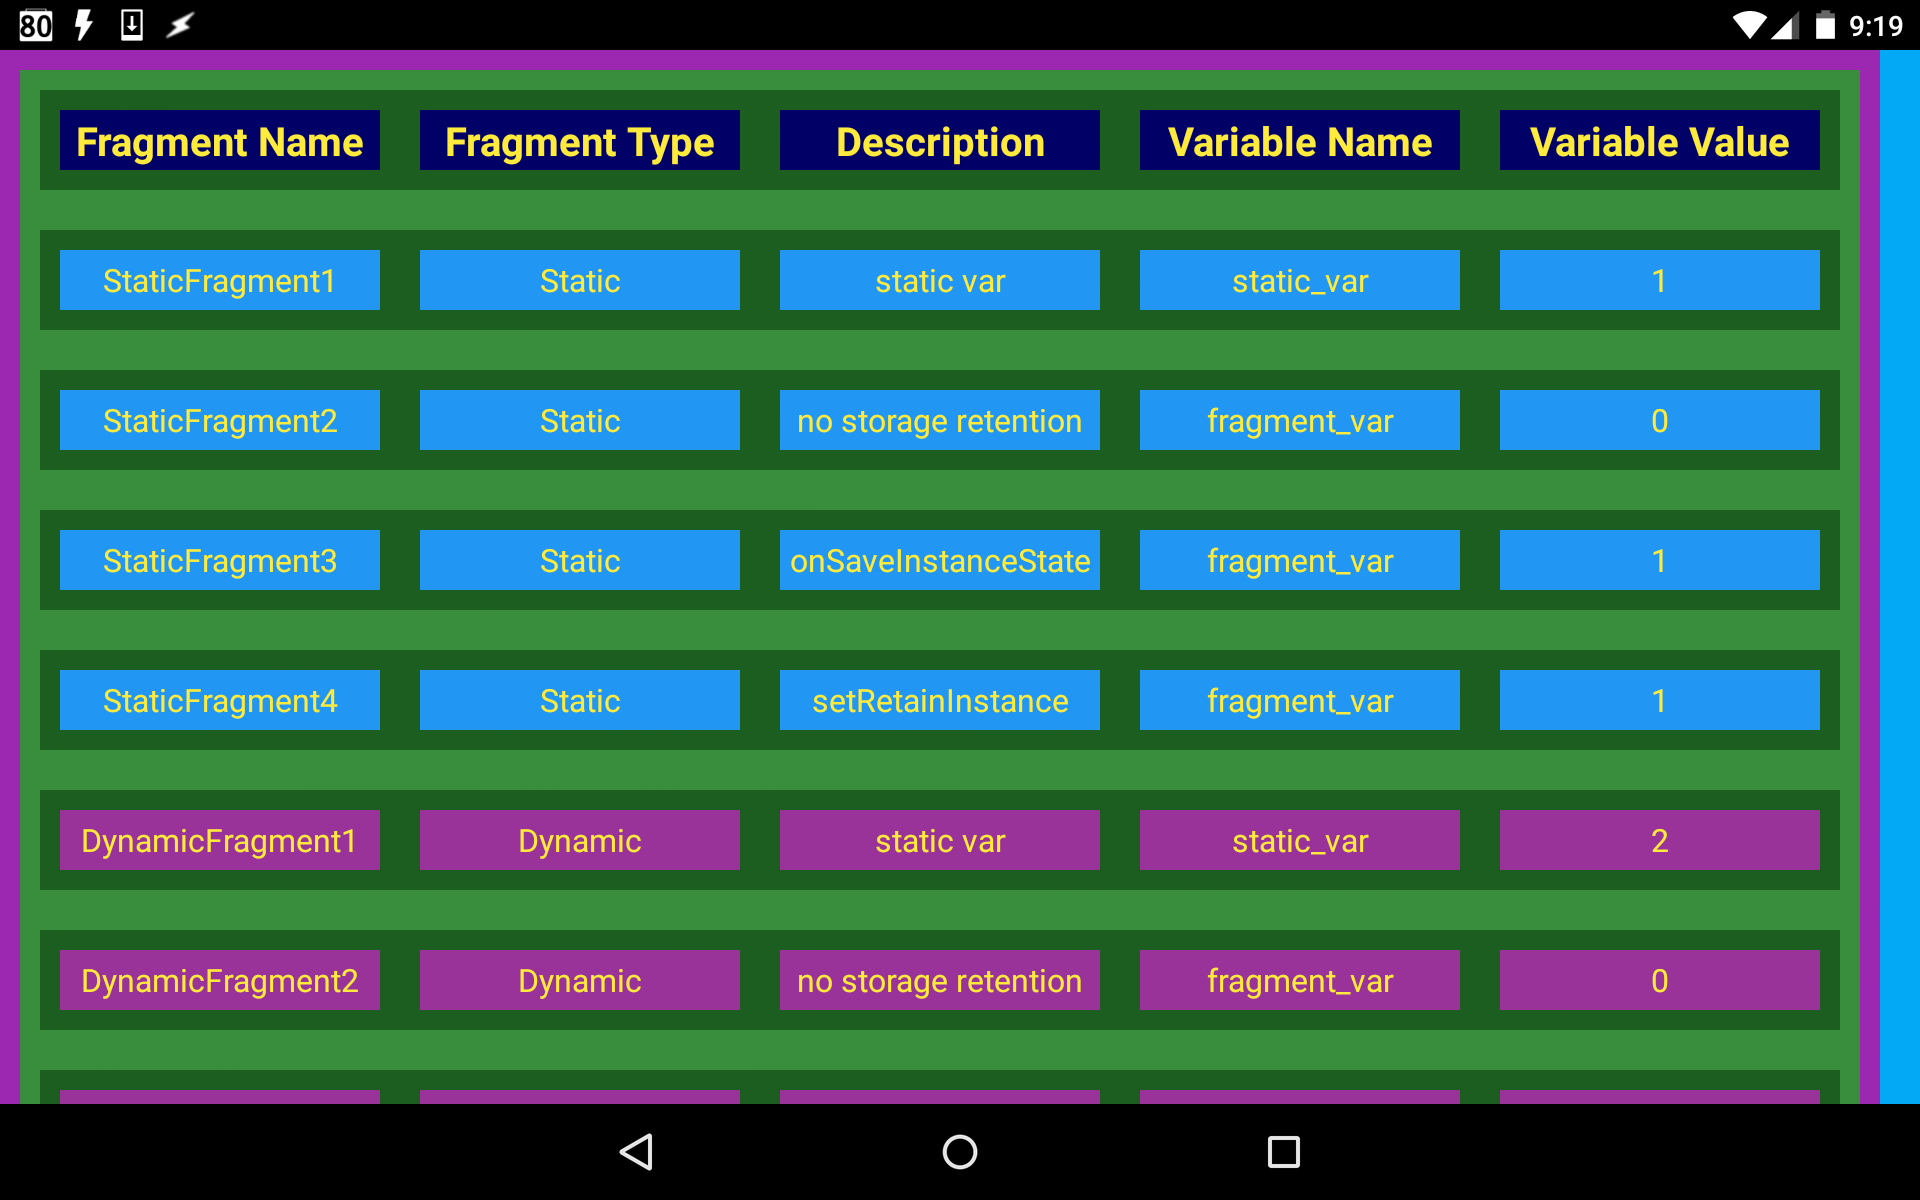 80 9:19
Fragment Name Fragment Type Description Variable Name Variable Value
StaticFragment1 Static static var static_var 1
StaticFragment2 Static no storage retention fragment_var 0
StaticFragment3 Static onSaveInstanceState fragment_var 1
StaticFragment4 Static setRetainInstance fragment_var 1
DynamicFragment1 Dynamic static var static_var 2
DynamicFragment2 Dynamic no storage retention fragment_var 0